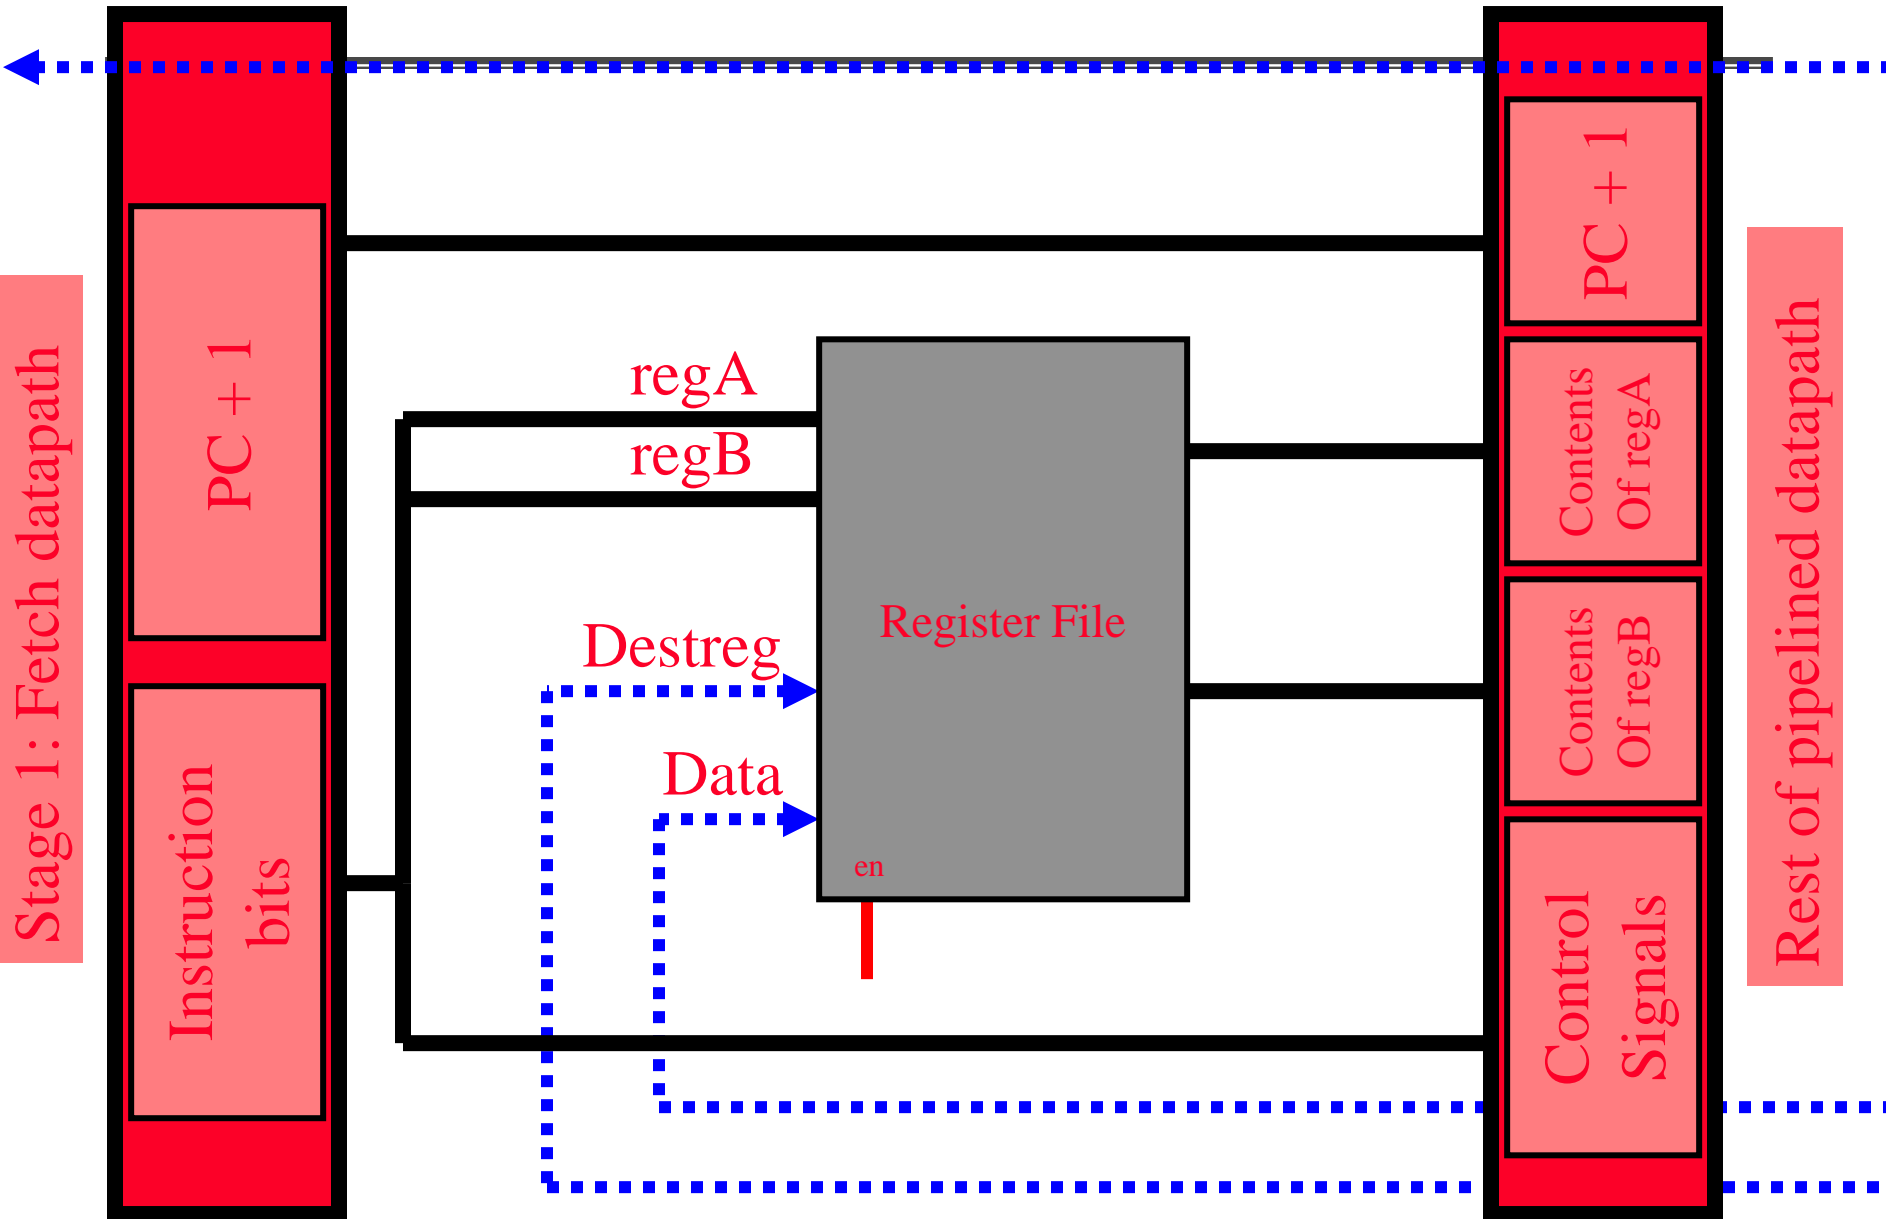 Stage 1: Fetch datapath
PC + 1
Instruction
bits
regA
regB
Destreg
Data
Register File
en
PC + 1
Contents
Of regA
Contents
Of regB
Control
Signals
Rest of pipelined datapath